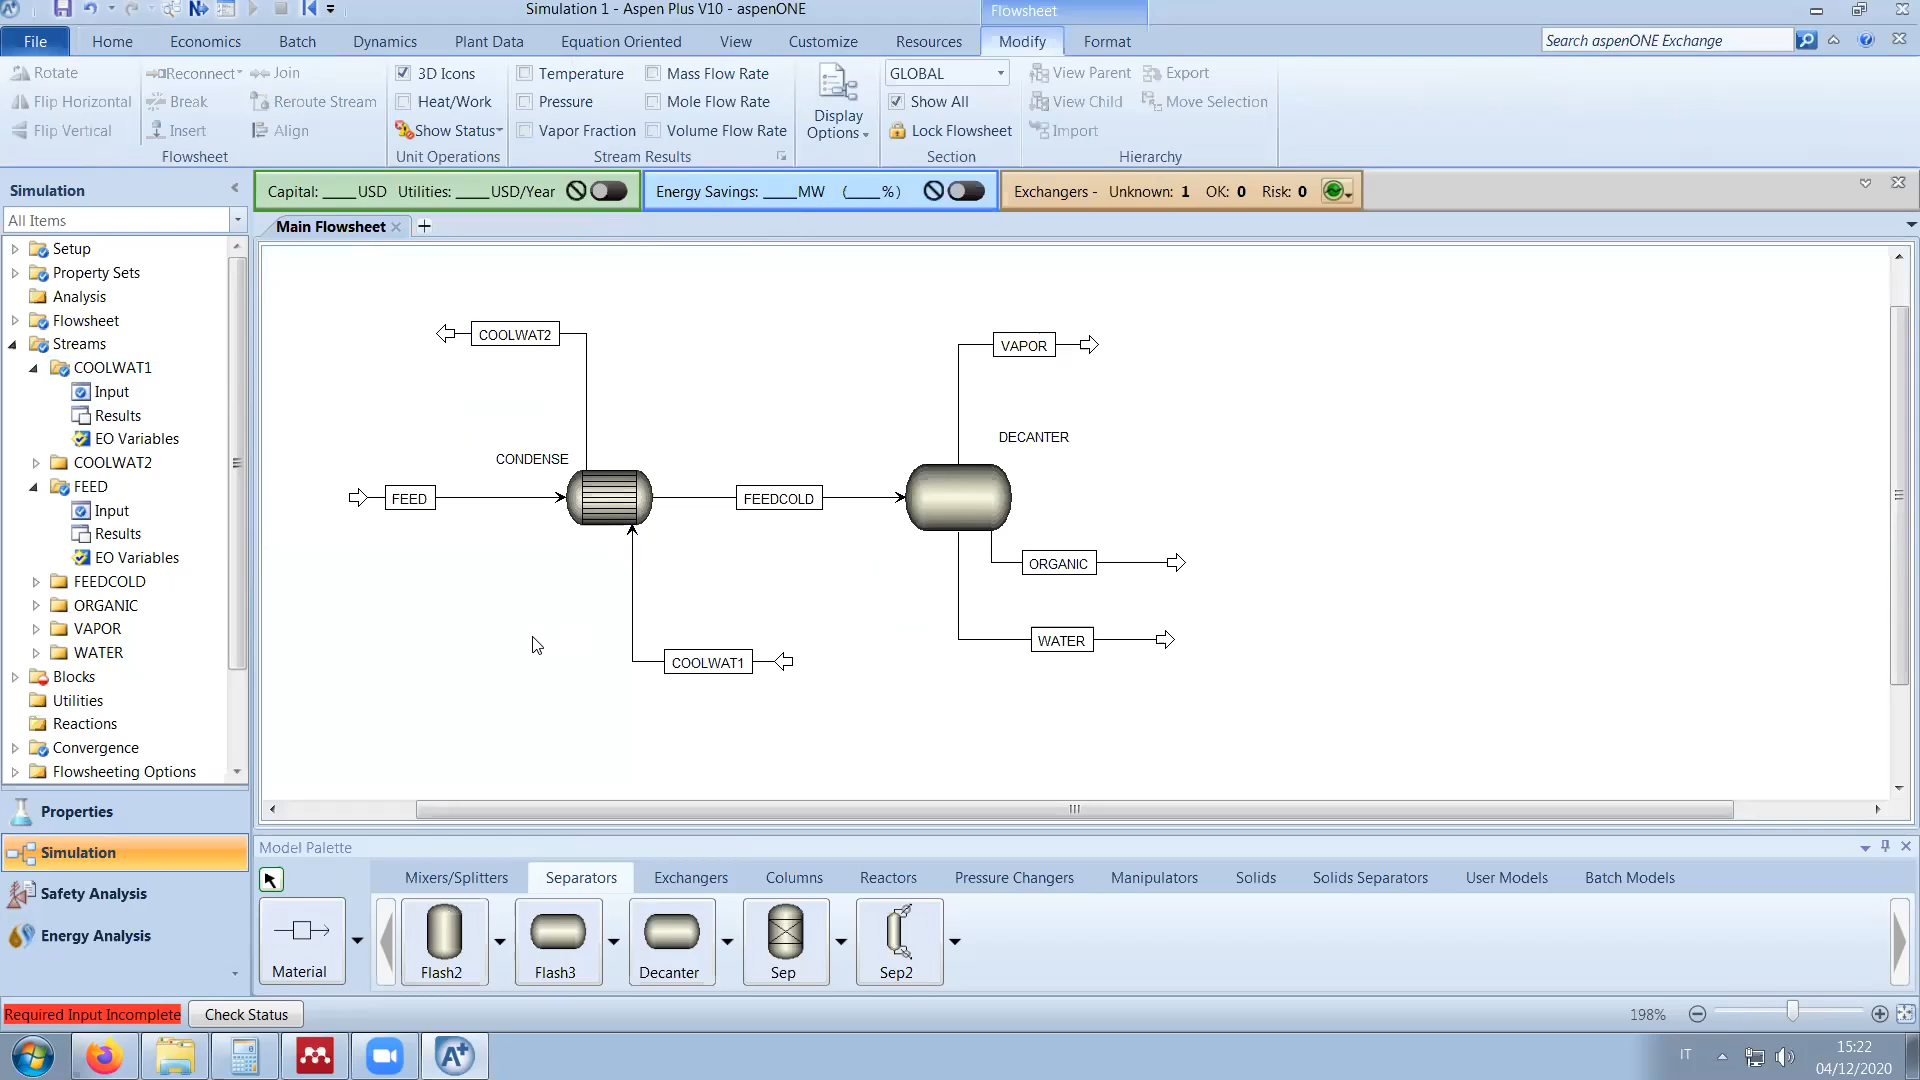 Simulation 1 - Aspen Plus V10 - aspenONE
Flowsheet
File Home Economics Batch Dynamics Plant Data Equation Oriented View Customize Resources Modify Format
Search aspenONE Exchange
Rotate Reconnect Join 3D Icons Temperature Mass Flow Rate GLOBAL View Parent Export
Flip Horizontal Break Reroute Stream Heat/Work Pressure Mole Flow Rate Display Options Show All View Child Move Selection
Flip Vertical Insert Align Show Status Vapor Fraction Volume Flow Rate Lock Flowsheet Import
Flowsheet Unit Operations Stream Results Section Hierarchy
Simulation
Capital: ____USD Utilities: ____USD/Year
Energy Savings: ____MW (____%)
Exchangers - Unknown: 1 OK: 0 Risk: 0
All Items
Main Flowsheet
Setup
Property Sets
Analysis
Flowsheet
Streams
COOLWAT1
Input
Results
EO Variables
COOLWAT2
FEED
Input
Results
EO Variables
FEEDCOLD
ORGANIC
VAPOR
WATER
Blocks
Utilities
Reactions
Convergence
Flowsheeting Options
Properties
Simulation
Safety Analysis
Energy Analysis
COOLWAT2
VAPOR
DECANTER
CONDENSE
FEED
FEEDCOLD
ORGANIC
WATER
COOLWAT1
Model Palette
Mixers/Splitters Separators Exchangers Columns Reactors Pressure Changers Manipulators Solids Solids Separators User Models Batch Models
Material Flash2 Flash3 Decanter Sep Sep2
Required Input Incomplete Check Status
198%
IT
15:22
04/12/2020